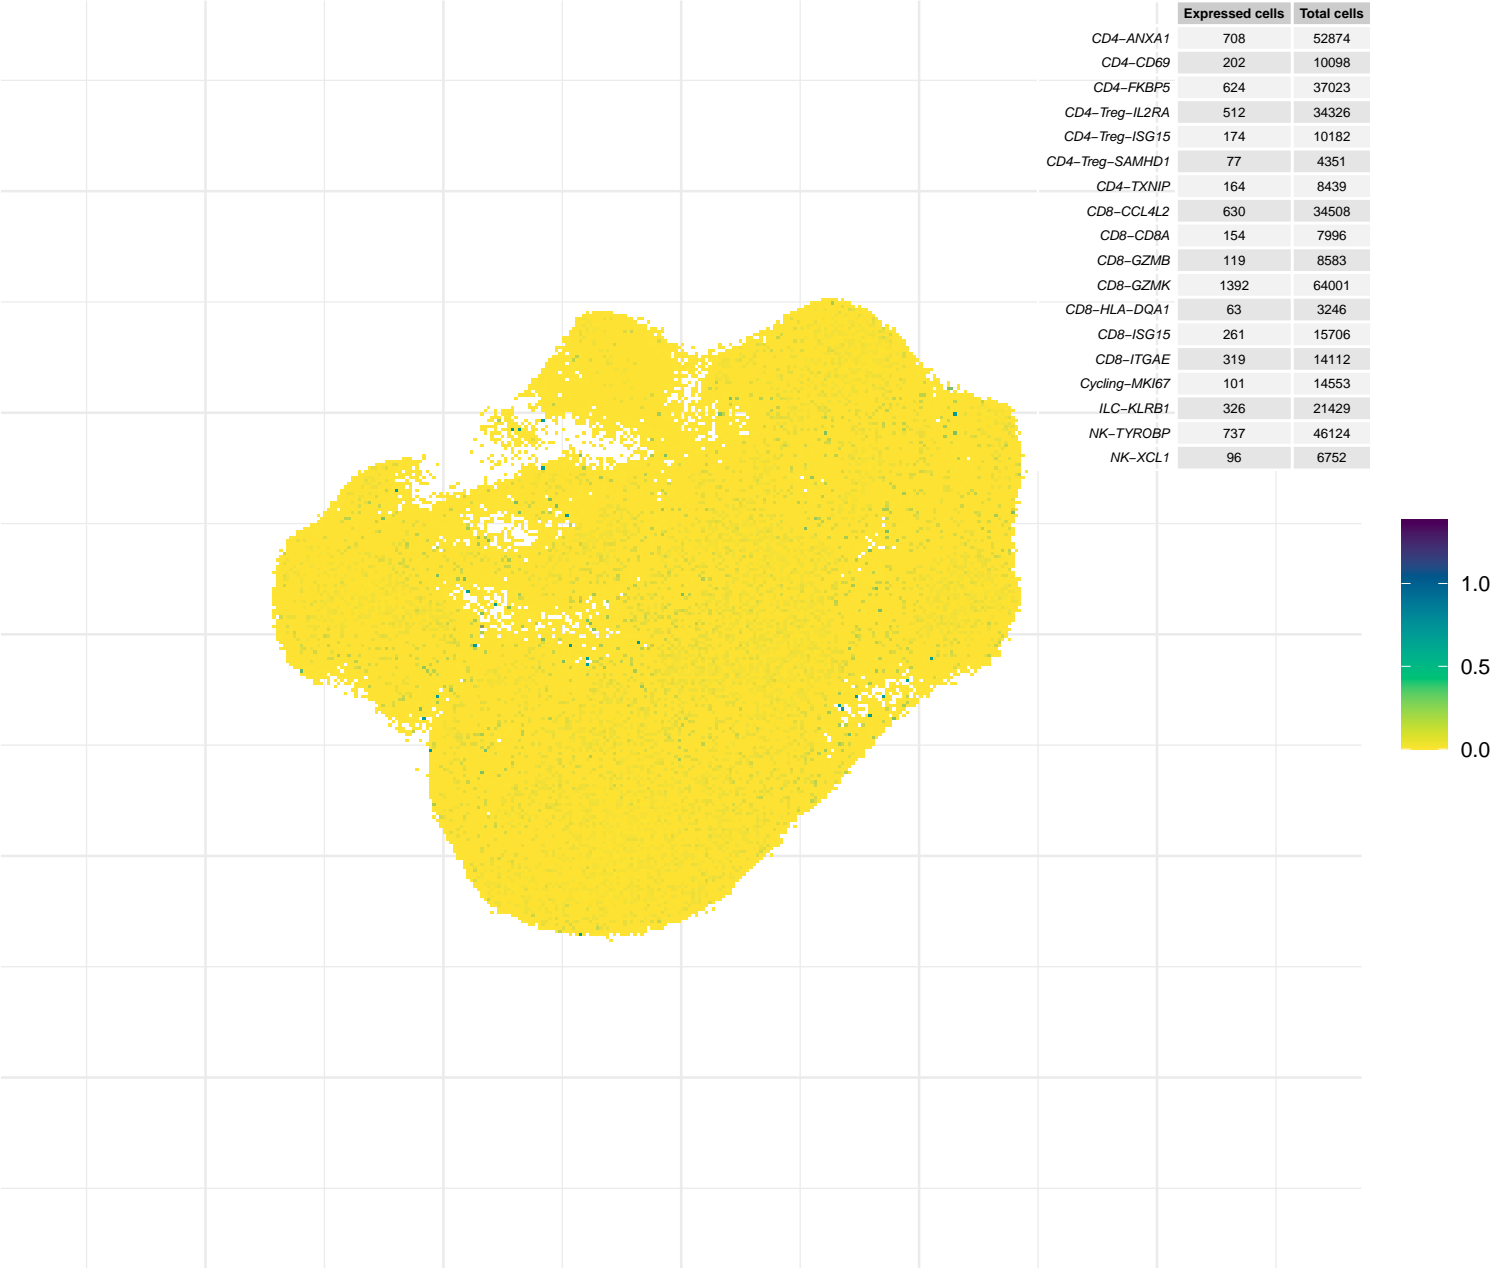 Expressed cells Total cells
CD4−ANXA1 708 52874
CD4−CD69 202 10098
CD4−FKBP5 624 37023
CD4−Treg−IL2RA 512 34326
CD4−Treg−ISG15 174 10182
CD4−Treg−SAMHD1 77 4351
CD4−TXNIP 164 8439
CD8−CCL4L2 630 34508
CD8−CD8A 154 7996
CD8−GZMB 119 8583
CD8−GZMK 1392 64001
CD8−HLA−DQA1 63 3246
CD8−ISG15 261 15706
CD8−ITGAE 319 14112
Cycling−MKI67 101 14553
ILC−KLRB1 326 21429
NK−TYROBP 737 46124
NK−XCL1 96 6752
1.0
0.5
0.0